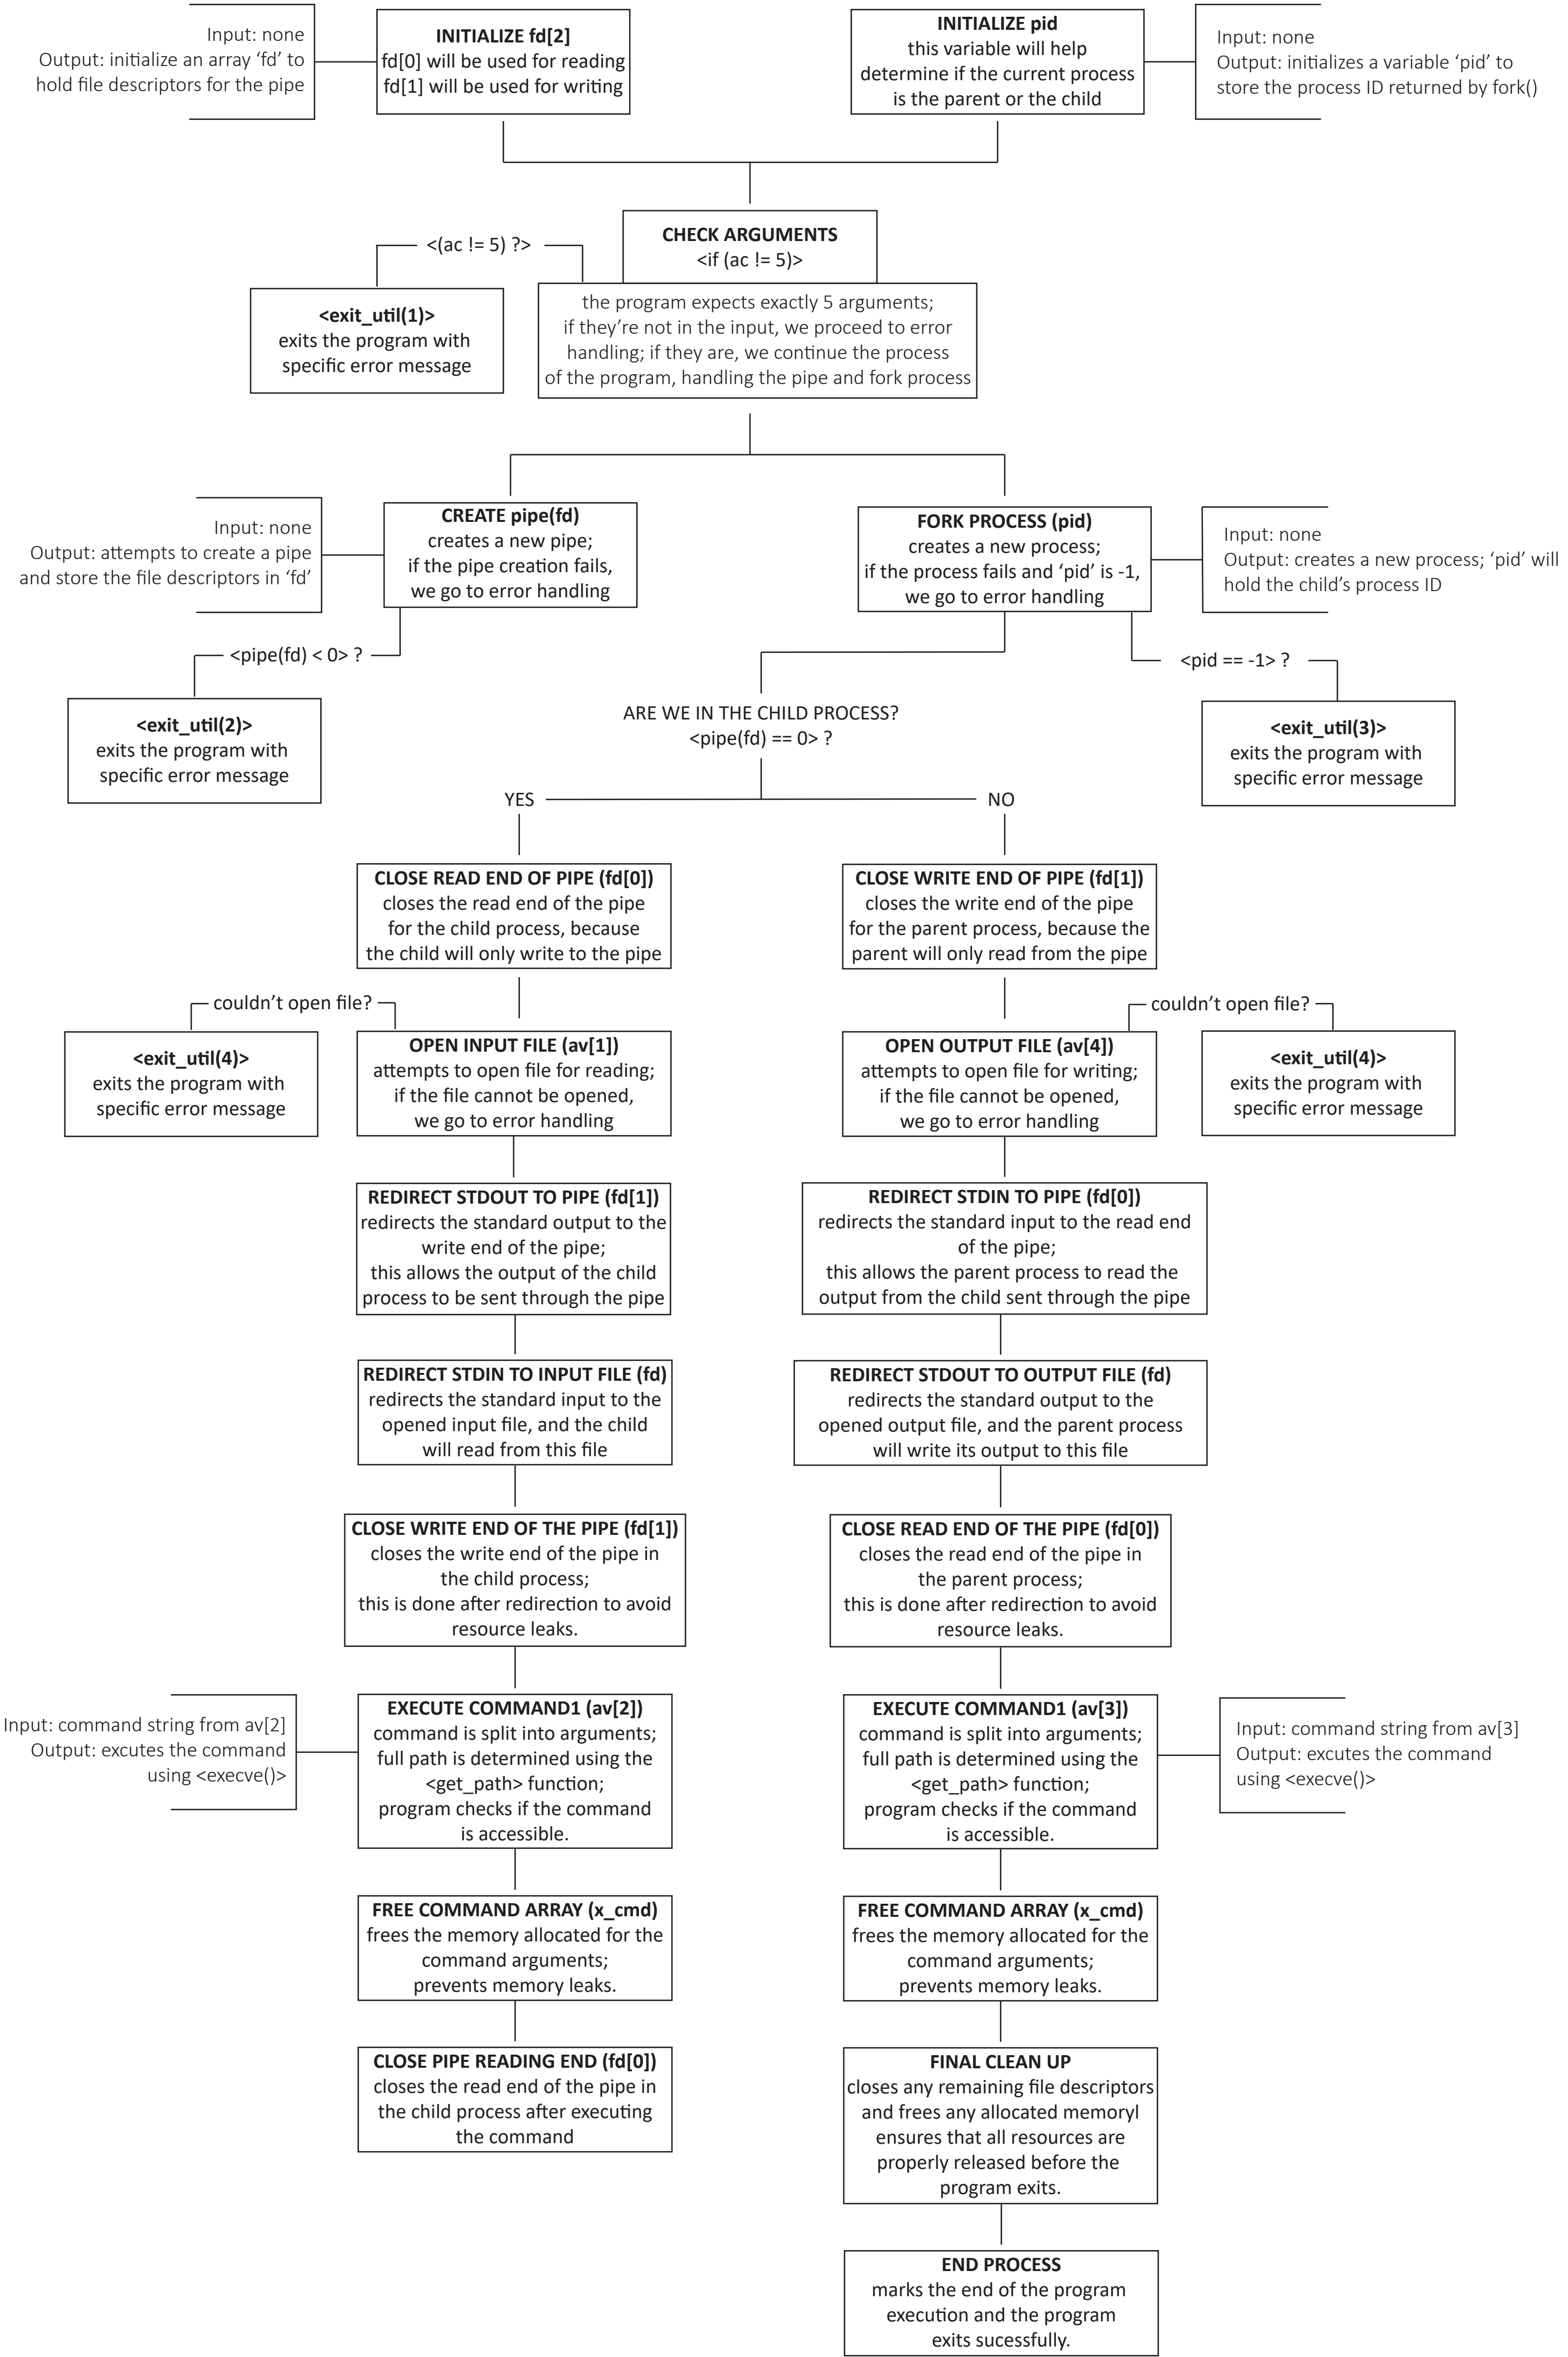 Input: none
Output: initialize an array ‘fd’ to
hold file descriptors for the pipe
INITIALIZE fd[2]
fd[0] will be used for reading
fd[1] will be used for writing
INITIALIZE pid
this variable will help
determine if the current process
is the parent or the child
Input: none
Output: initializes a variable ‘pid’ to
store the process ID returned by fork()
CHECK ARGUMENTS
<if (ac != 5)>
<(ac != 5) ?>
the program expects exactly 5 arguments;
if they’re not in the input, we proceed to error
handling; if they are, we continue the process
of the program, handling the pipe and fork process
<exit_util(1)>
exits the program with
specific error message
Input: none
Output: attempts to create a pipe
and store the file descriptors in ‘fd’
CREATE pipe(fd)
creates a new pipe;
if the pipe creation fails,
we go to error handling
FORK PROCESS (pid)
creates a new process;
if the process fails and ‘pid’ is -1,
we go to error handling
Input: none
Output: creates a new process; ‘pid’ will
hold the child’s process ID
<pipe(fd) < 0> ?
<pid == -1> ?
<exit_util(2)>
exits the program with
specific error message
ARE WE IN THE CHILD PROCESS?
<pipe(fd) == 0> ?
<exit_util(3)>
exits the program with
specific error message
YES
NO
CLOSE READ END OF PIPE (fd[0])
closes the read end of the pipe
for the child process, because
the child will only write to the pipe
CLOSE WRITE END OF PIPE (fd[1])
closes the write end of the pipe
for the parent process, because the
parent will only read from the pipe
couldn’t open file?
couldn’t open file?
<exit_util(4)>
exits the program with
specific error message
OPEN INPUT FILE (av[1])
attempts to open file for reading;
if the file cannot be opened,
we go to error handling
OPEN OUTPUT FILE (av[4])
attempts to open file for writing;
if the file cannot be opened,
we go to error handling
<exit_util(4)>
exits the program with
specific error message
REDIRECT STDOUT TO PIPE (fd[1])
redirects the standard output to the
write end of the pipe;
this allows the output of the child
process to be sent through the pipe
REDIRECT STDIN TO PIPE (fd[0])
redirects the standard input to the read end
of the pipe;
this allows the parent process to read the
output from the child sent through the pipe
REDIRECT STDIN TO INPUT FILE (fd)
redirects the standard input to the
opened input file, and the child
will read from this file
REDIRECT STDOUT TO OUTPUT FILE (fd)
redirects the standard output to the
opened output file, and the parent process
will write its output to this file
CLOSE WRITE END OF THE PIPE (fd[1])
closes the write end of the pipe in
the child process;
this is done after redirection to avoid
resource leaks.
CLOSE READ END OF THE PIPE (fd[0])
closes the read end of the pipe in
the parent process;
this is done after redirection to avoid
resource leaks.
Input: command string from av[2]
Output: excutes the command
using <execve()>
EXECUTE COMMAND1 (av[2])
command is split into arguments;
full path is determined using the
<get_path> function;
program checks if the command
is accessible.
EXECUTE COMMAND1 (av[3])
command is split into arguments;
full path is determined using the
<get_path> function;
program checks if the command
is accessible.
Input: command string from av[3]
Output: excutes the command
using <execve()>
FREE COMMAND ARRAY (x_cmd)
frees the memory allocated for the
command arguments;
prevents memory leaks.
FREE COMMAND ARRAY (x_cmd)
frees the memory allocated for the
command arguments;
prevents memory leaks.
CLOSE PIPE READING END (fd[0])
closes the read end of the pipe in
the child process after executing
the command
FINAL CLEAN UP
closes any remaining file descriptors
and frees any allocated memoryl
ensures that all resources are
properly released before the
program exits.
END PROCESS
marks the end of the program
execution and the program
exits sucessfully.